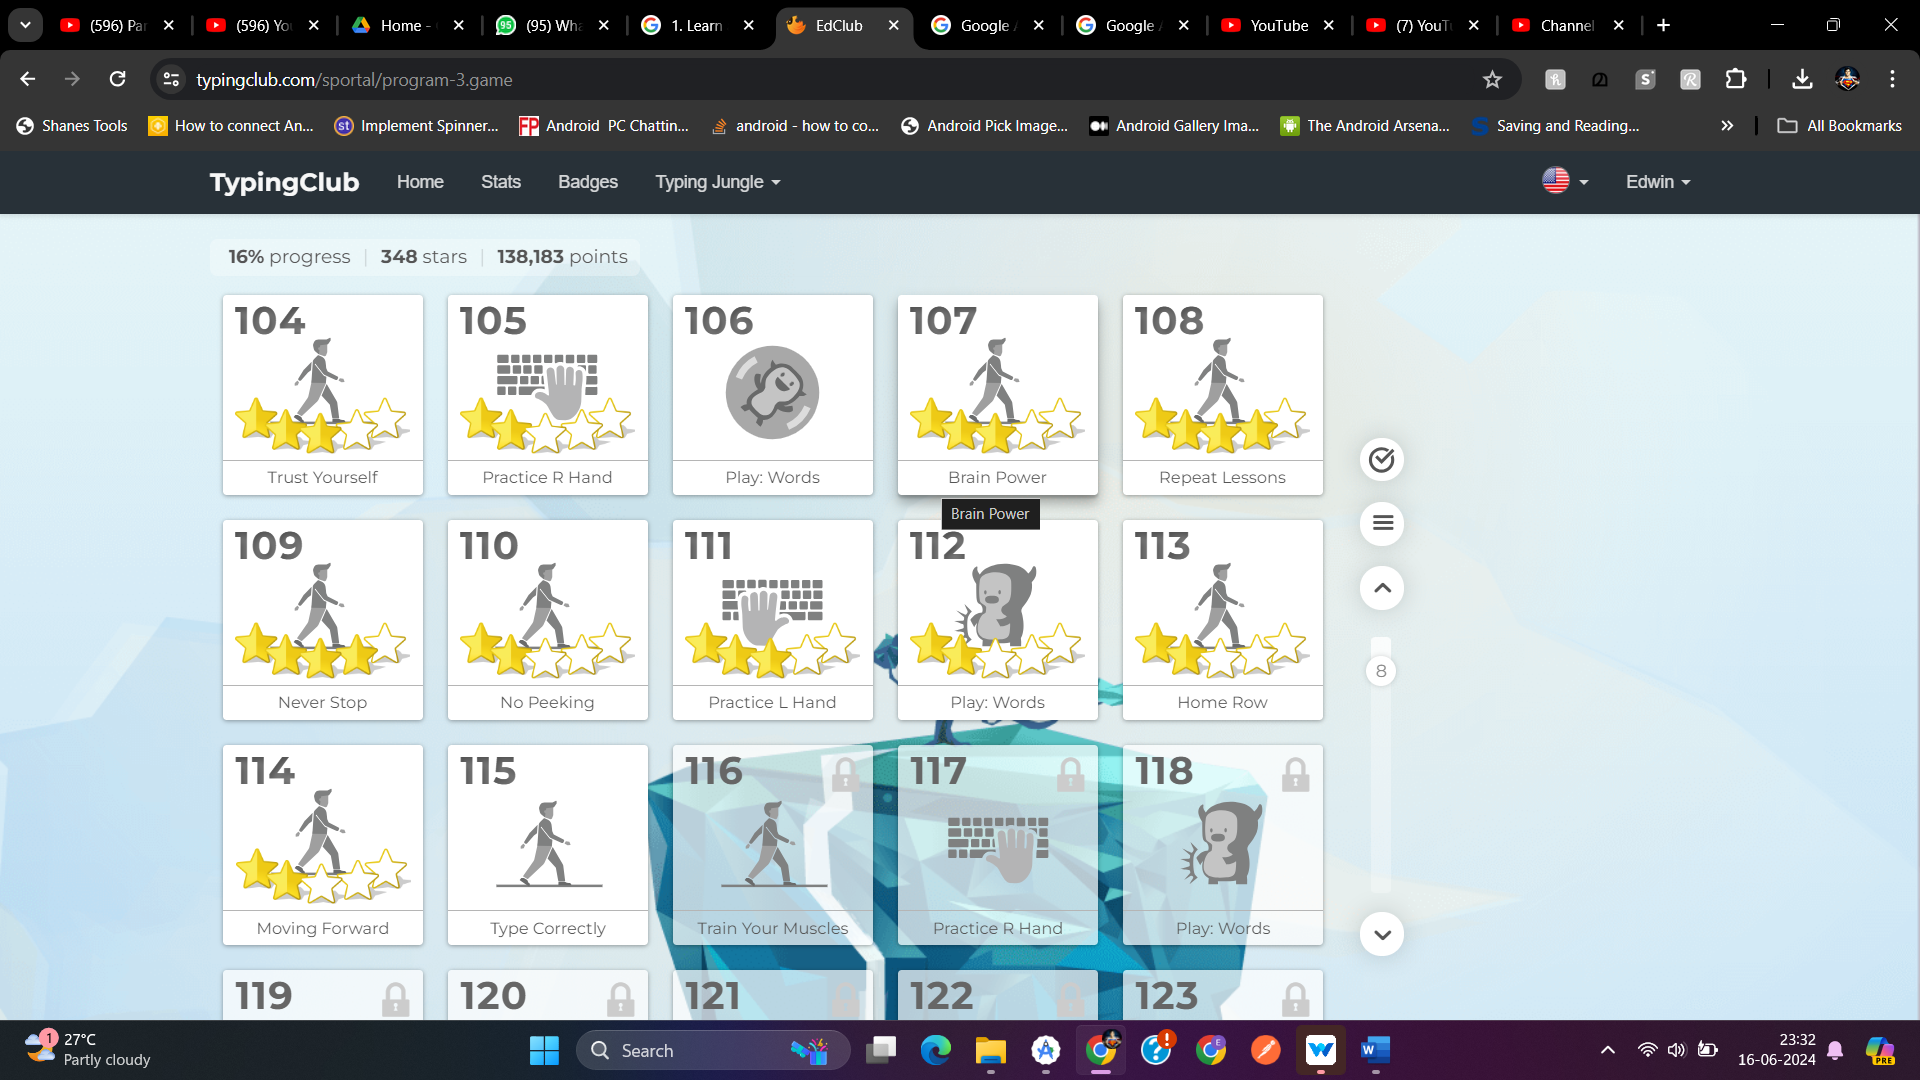 (596) Pa
(596) Yo
Home -
(95) Wha
1. Learn
EdClub
Google
Google
YouTube
(7) YouT
Channel
typingclub.com/sportal/program-3.game
Shanes Tools
How to connect An...
Implement Spinner...
Android PC Chattin...
android - how to co...
Android Pick Image...
Android Gallery Ima...
The Android Arsena...
Saving and Reading...
All Bookmarks
TypingClub
Home
Stats
Badges
Typing Jungle
Edwin
16% progress
348 stars
138,183 points
104
105
106
107
108
Trust Yourself
Practice R Hand
Play: Words
Brain Power
Repeat Lessons
Brain Power
109
110
111
112
113
Never Stop
No Peeking
Practice L Hand
Play: Words
Home Row
8
114
115
116
117
118
Moving Forward
Type Correctly
Train Your Muscles
Practice R Hand
Play: Words
119
120
121
122
123
1
27°C
Partly cloudy
Search
23:32
16-06-2024